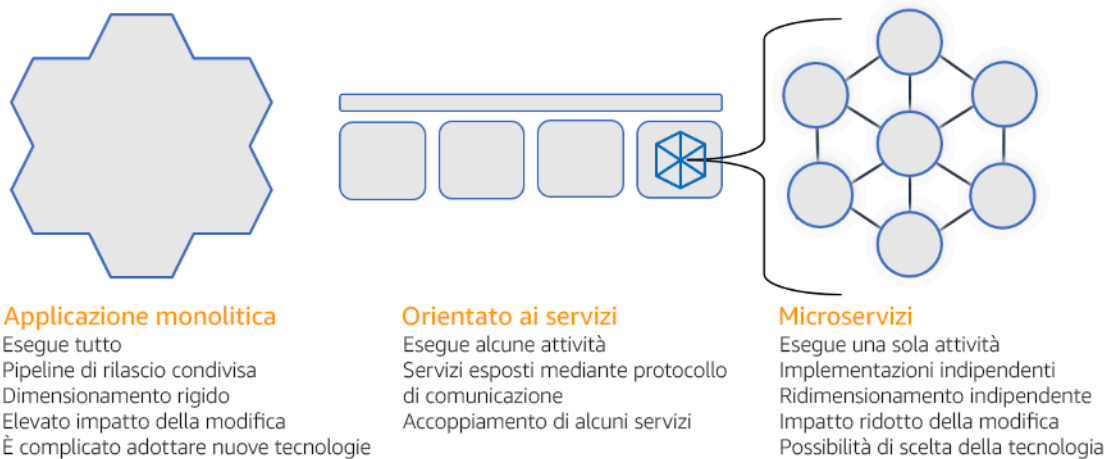 Applicazione monolitica
Esegue tutto
Pipeline di rilascio condivisa
Dimensionamento rigido
Elevato impatto della modifica
È complicato adottare nuove tecnologie
Orientato ai servizi
Esegue alcune attività
Servizi esposti mediante protocollo
di comunicazione
Accoppiamento di alcuni servizi
Microservizi
Esegue una sola attività
Implementazioni indipendenti
Ridimensionamento indipendente
Impatto ridotto della modifica
Possibilità di scelta della tecnologia